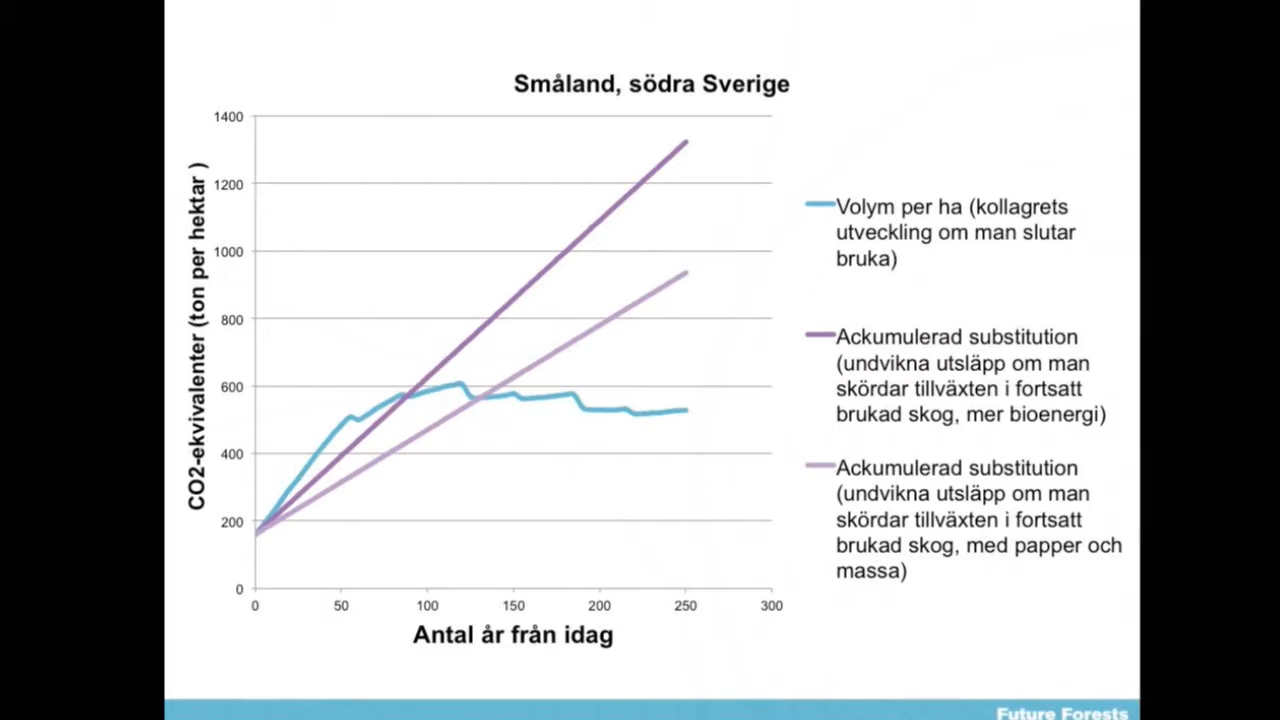 Småland, södra Sverige
1400
1200
1000
800
600
400
200
0
0 50 100 150 200 250 300
CO2-ekvivalenter (ton per hektar )
Antal år från idag
Volym per ha (kollagrets
utveckling om man slutar
bruka)
Ackumulerad substitution
(undvikna utsläpp om man
skördar tillväxten i fortsatt
brukad skog, mer bioenergi)
Ackumulerad substitution
(undvikna utsläpp om man
skördar tillväxten i fortsatt
brukad skog, med papper och
massa)
Future Forests